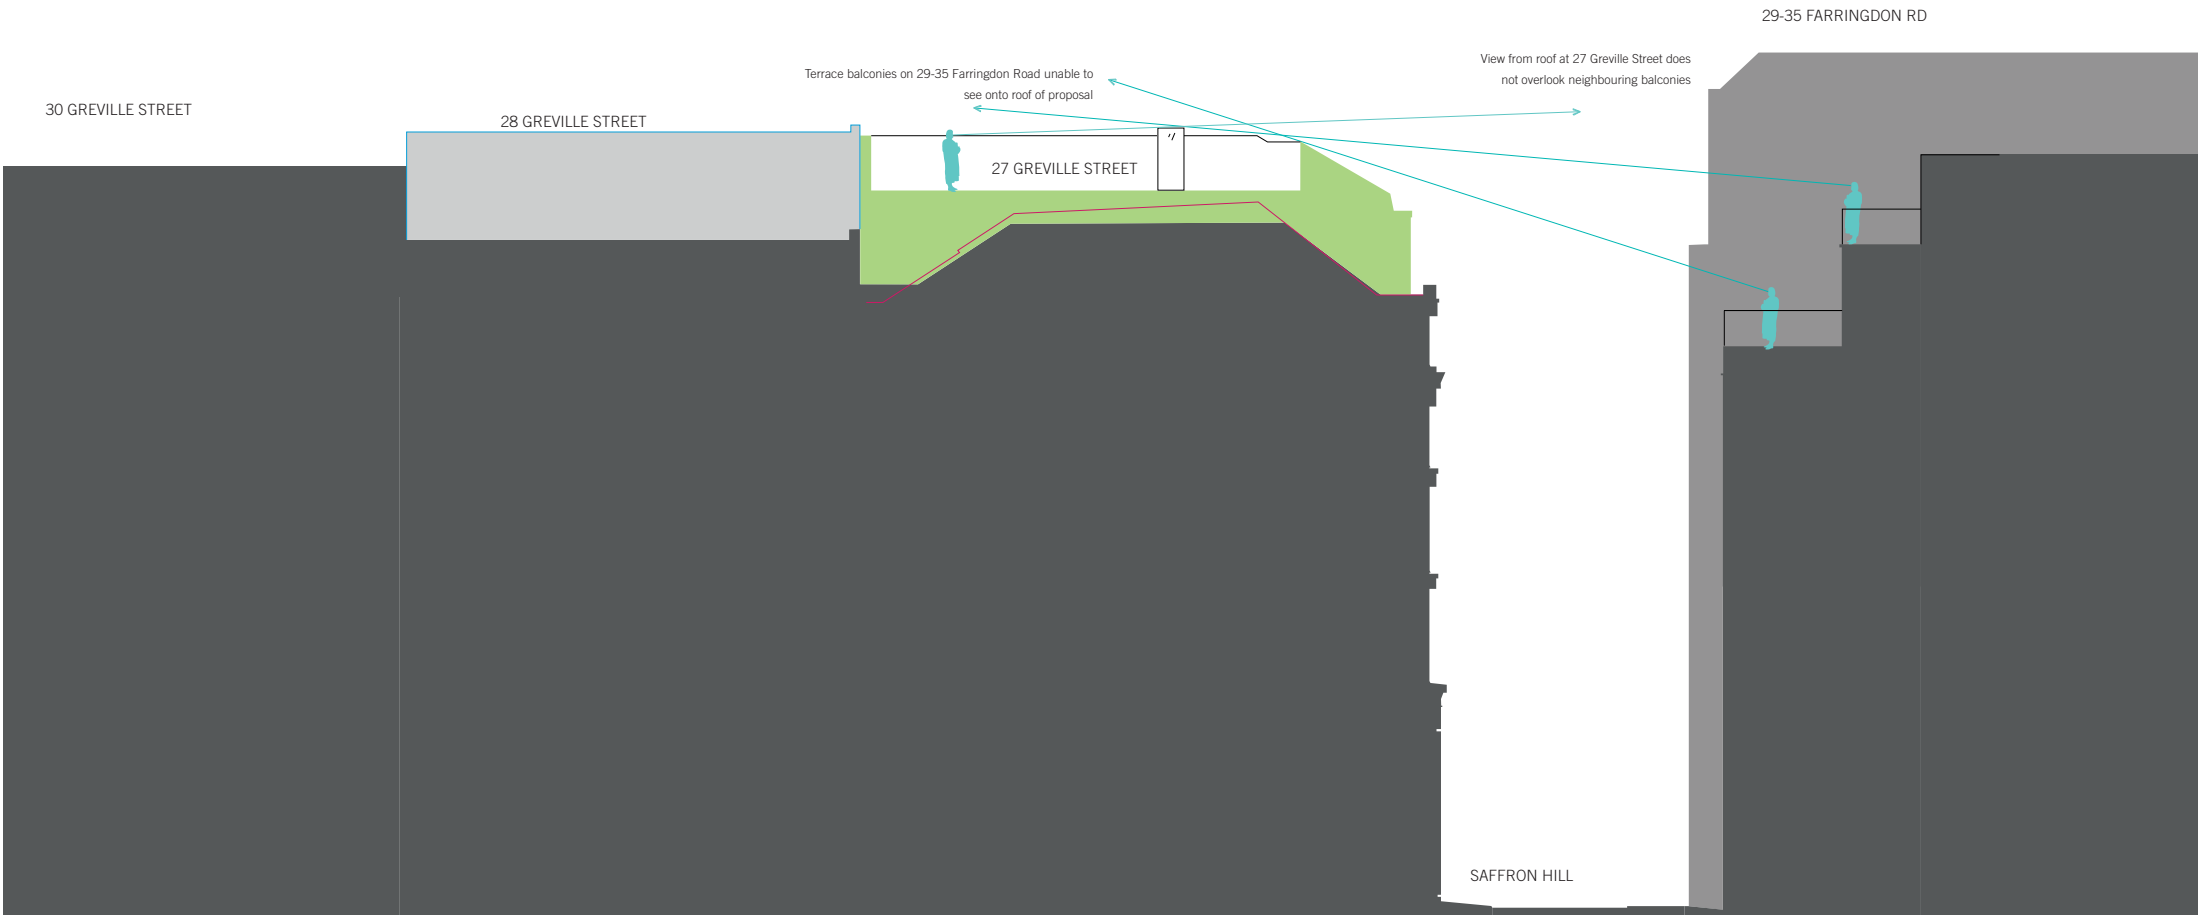 29-35 FARRINGDON RD
View from roof at 27 Greville Street does
not overlook neighbouring balconies
Terrace balconies on 29-35 Farringdon Road unable to
see onto roof of proposal
30 GREVILLE STREET
28 GREVILLE STREET
27 GREVILLE STREET
SAFFRON HILL